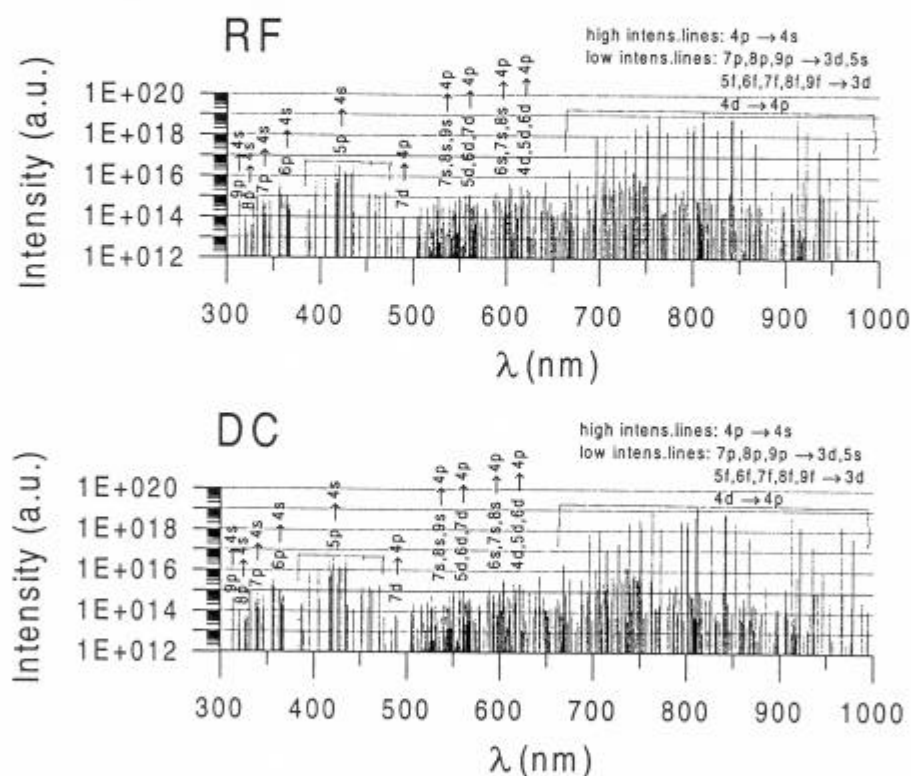 RF
high intens.lines: 4p → 4s
low intens.lines: 7p,8p,9p → 3d,5s
5f,6f,7f,8f,9f → 3d
4d → 4p
9p → 4s
8p → 4s
7p → 4s
6p → 4s
5p → 4s
7d → 4p
7s,8s,9s → 4p
5d,6d,7d → 4p
6s,7s,8s → 4p
4d,5d,6d → 4p
Intensity (a.u.)
1E+020
1E+018
1E+016
1E+014
1E+012
300 400 500 600 700 800 900 1000
λ (nm)
DC
high intens.lines: 4p → 4s
low intens.lines: 7p,8p,9p → 3d,5s
5f,6f,7f,8f,9f → 3d
4d → 4p
9p → 4s
8p → 4s
7p → 4s
6p → 4s
5p → 4s
7d → 4p
7s,8s,9s → 4p
5d,6d,7d → 4p
6s,7s,8s → 4p
4d,5d,6d → 4p
Intensity (a.u.)
1E+020
1E+018
1E+016
1E+014
1E+012
300 400 500 600 700 800 900 1000
λ (nm)